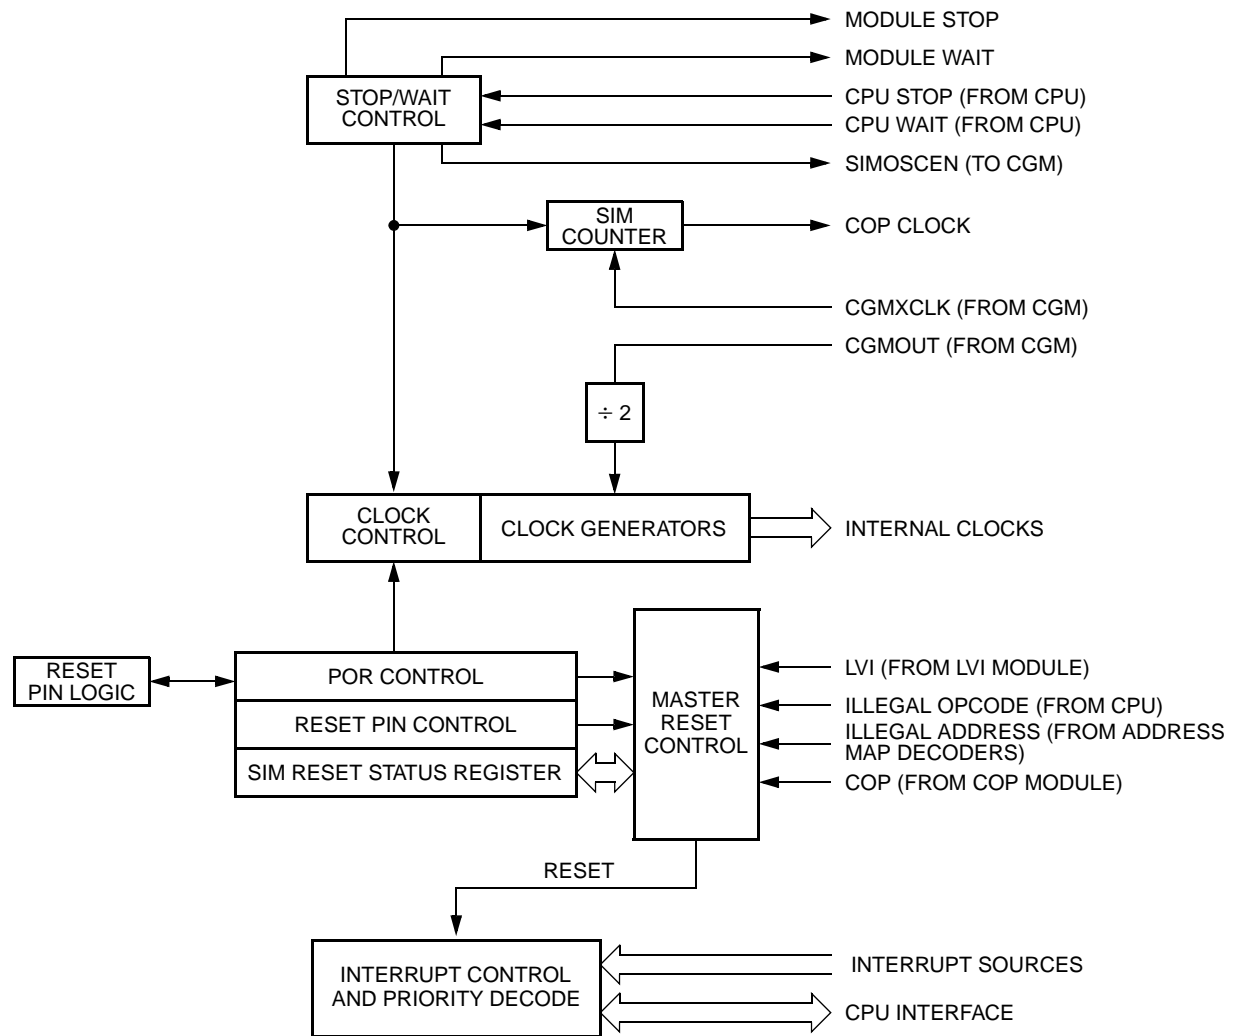 MODULE STOP
MODULE WAIT
STOP/WAIT
CONTROL
CPU STOP (FROM CPU)
CPU WAIT (FROM CPU)
SIMOSCEN (TO CGM)
SIM
COUNTER
COP CLOCK
CGMXCLK (FROM CGM)
CGMOUT (FROM CGM)
÷ 2
CLOCK
CONTROL
CLOCK GENERATORS
INTERNAL CLOCKS
RESET
PIN LOGIC
POR CONTROL
RESET PIN CONTROL
SIM RESET STATUS REGISTER
MASTER
RESET
CONTROL
LVI (FROM LVI MODULE)
ILLEGAL OPCODE (FROM CPU)
ILLEGAL ADDRESS (FROM ADDRESS
MAP DECODERS)
COP (FROM COP MODULE)
RESET
INTERRUPT CONTROL
AND PRIORITY DECODE
INTERRUPT SOURCES
CPU INTERFACE